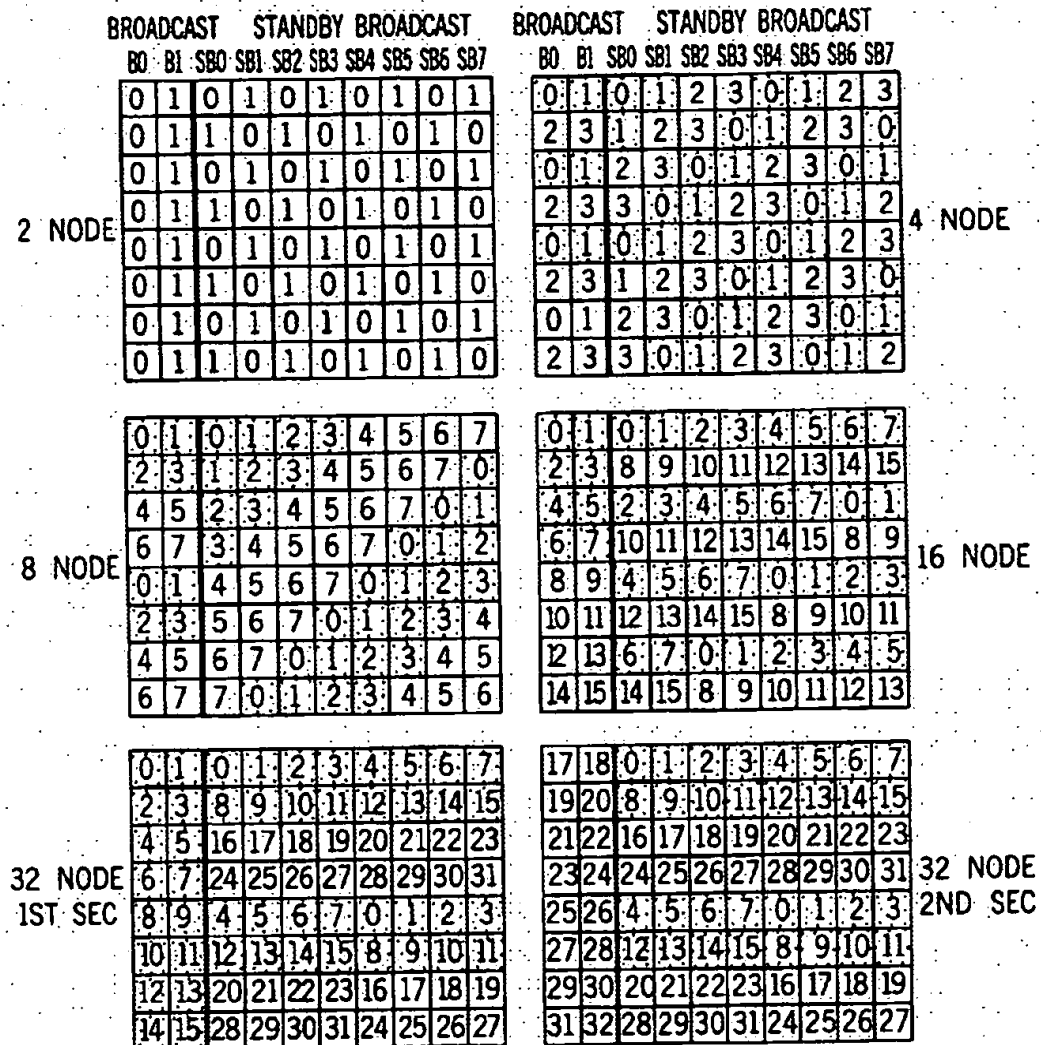 BROADCAST STANDBY BROADCAST
B0 B1 SB0 SB1 SB2 SB3 SB4 SB5 SB6 SB7
2 NODE
0 1 0 1 0 1 0 1 0 1
0 1 1 0 1 0 1 0 1 0
0 1 0 1 0 1 0 1 0 1
0 1 1 0 1 0 1 0 1 0
0 1 0 1 0 1 0 1 0 1
0 1 1 0 1 0 1 0 1 0
0 1 0 1 0 1 0 1 0 1
0 1 1 0 1 0 1 0 1 0
BROADCAST STANDBY BROADCAST
B0 B1 SB0 SB1 SB2 SB3 SB4 SB5 SB6 SB7
0 1 0 1 2 3 0 1 2 3
2 3 1 2 3 0 1 2 3 0
0 1 2 3 0 1 2 3 0 1
2 3 3 0 1 2 3 0 1 2
0 1 0 1 2 3 0 1 2 3
2 3 1 2 3 0 1 2 3 0
0 1 2 3 0 1 2 3 0 1
2 3 3 0 1 2 3 0 1 2
4 NODE
8 NODE
0 1 0 1 2 3 4 5 6 7
2 3 1 2 3 4 5 6 7 0
4 5 2 3 4 5 6 7 0 1
6 7 3 4 5 6 7 0 1 2
0 1 4 5 6 7 0 1 2 3
2 3 5 6 7 0 1 2 3 4
4 5 6 7 0 1 2 3 4 5
6 7 7 0 1 2 3 4 5 6
0 1 0 1 2 3 4 5 6 7
2 3 8 9 10 11 12 13 14 15
4 5 2 3 4 5 6 7 0 1
6 7 10 11 12 13 14 15 8 9
8 9 4 5 6 7 0 1 2 3
10 11 12 13 14 15 8 9 10 11
12 13 6 7 0 1 2 3 4 5
14 15 14 15 8 9 10 11 12 13
16 NODE
32 NODE
1ST SEC
0 1 0 1 2 3 4 5 6 7
2 3 8 9 10 11 12 13 14 15
4 5 16 17 18 19 20 21 22 23
6 7 24 25 26 27 28 29 30 31
8 9 4 5 6 7 0 1 2 3
10 11 12 13 14 15 8 9 10 11
12 13 20 21 22 23 16 17 18 19
14 15 28 29 30 31 24 25 26 27
17 18 0 1 2 3 4 5 6 7
19 20 8 9 10 11 12 13 14 15
21 22 16 17 18 19 20 21 22 23
23 24 24 25 26 27 28 29 30 31
25 26 4 5 6 7 0 1 2 3
27 28 12 13 14 15 8 9 10 11
29 30 20 21 22 23 16 17 18 19
31 32 28 29 30 31 24 25 26 27
32 NODE
2ND SEC